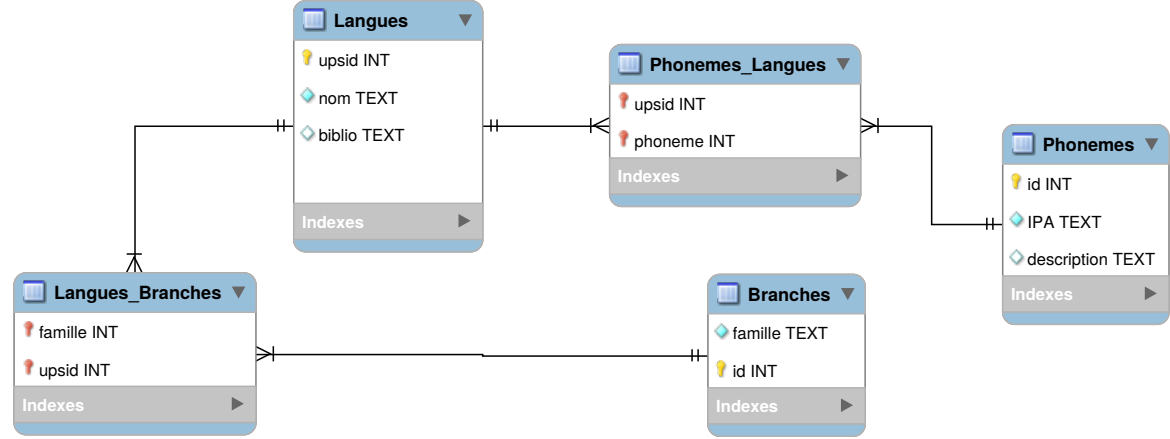 Langues
upsid INT
nom TEXT
biblio TEXT
Indexes
Phonemes_Langues
upsid INT
phoneme INT
Indexes
Phonemes
id INT
IPA TEXT
description TEXT
Indexes
Langues_Branches
famille INT
upsid INT
Indexes
Branches
famille TEXT
id INT
Indexes